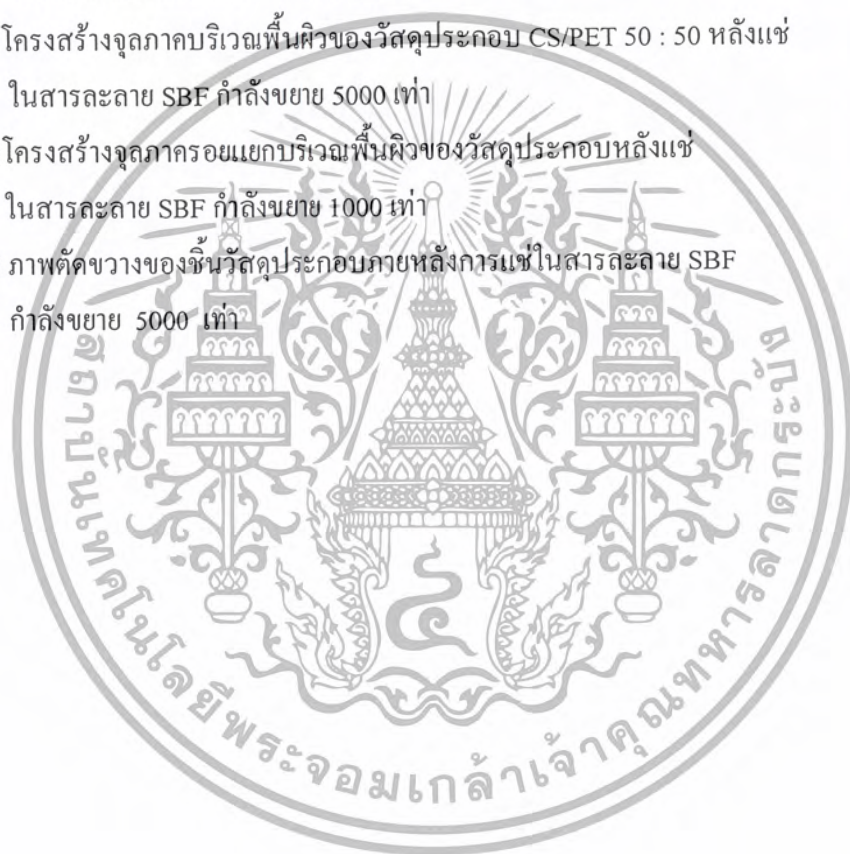 โครงสร้างจุลภาคบริเวณพื้นผิวของวัสดุประกอบ CS/PET 50 : 50 หลังแช่
ในสารละลาย SBF กำลังขยาย 5000 เท่า
โครงสร้างจุลภาครอยแยกบริเวณพื้นผิวของวัสดุประกอบหลังแช่
ในสารละลาย SBF กำลังขยาย 1000 เท่า
ภาพตัดขวางของชิ้นวัสดุประกอบภายหลังการแช่ในสารละลาย SBF
กำลังขยาย 5000 เท่า
สถาบันเทคโนโลยีพระจอมเกล้าเจ้าคุณทหารลาดกระบัง